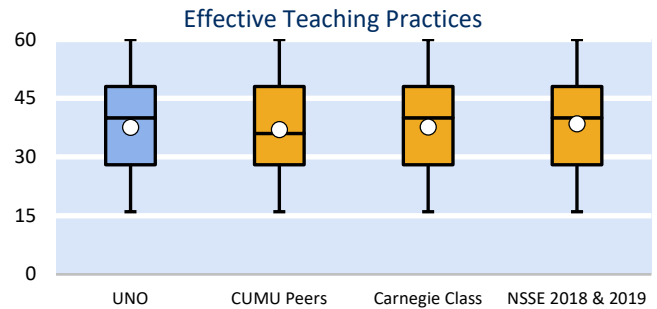 Effective Teaching Practices
60
45
30
15
0
UNO
CUMU Peers
Carnegie Class
NSSE 2018 & 2019